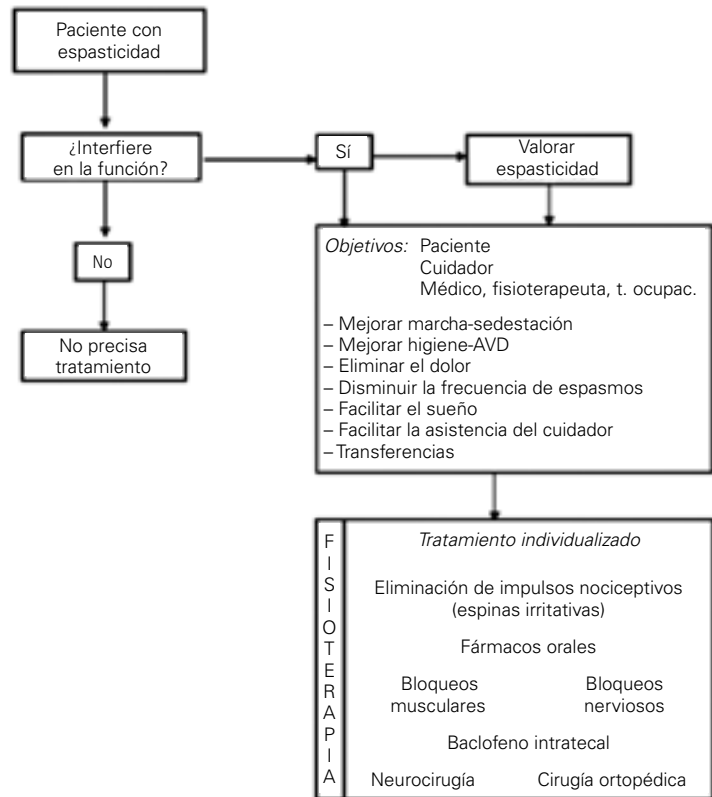 Paciente con
espasticidad
¿Interfiere
en la función?
Sí
Valorar
espasticidad
No
No precisa
tratamiento
Objetivos: Paciente
Cuidador
Médico, fisioterapeuta, t. ocupac.
– Mejorar marcha-sedestación
– Mejorar higiene-AVD
– Eliminar el dolor
– Disminuir la frecuencia de espasmos
– Facilitar el sueño
– Facilitar la asistencia del cuidador
– Transferencias
FISIOTERAPIA
Tratamiento individualizado
Eliminación de impulsos nociceptivos
(espinas irritativas)
Fármacos orales
Bloqueos
musculares
Bloqueos
nerviosos
Baclofeno intratecal
Neurocirugía
Cirugía ortopédica